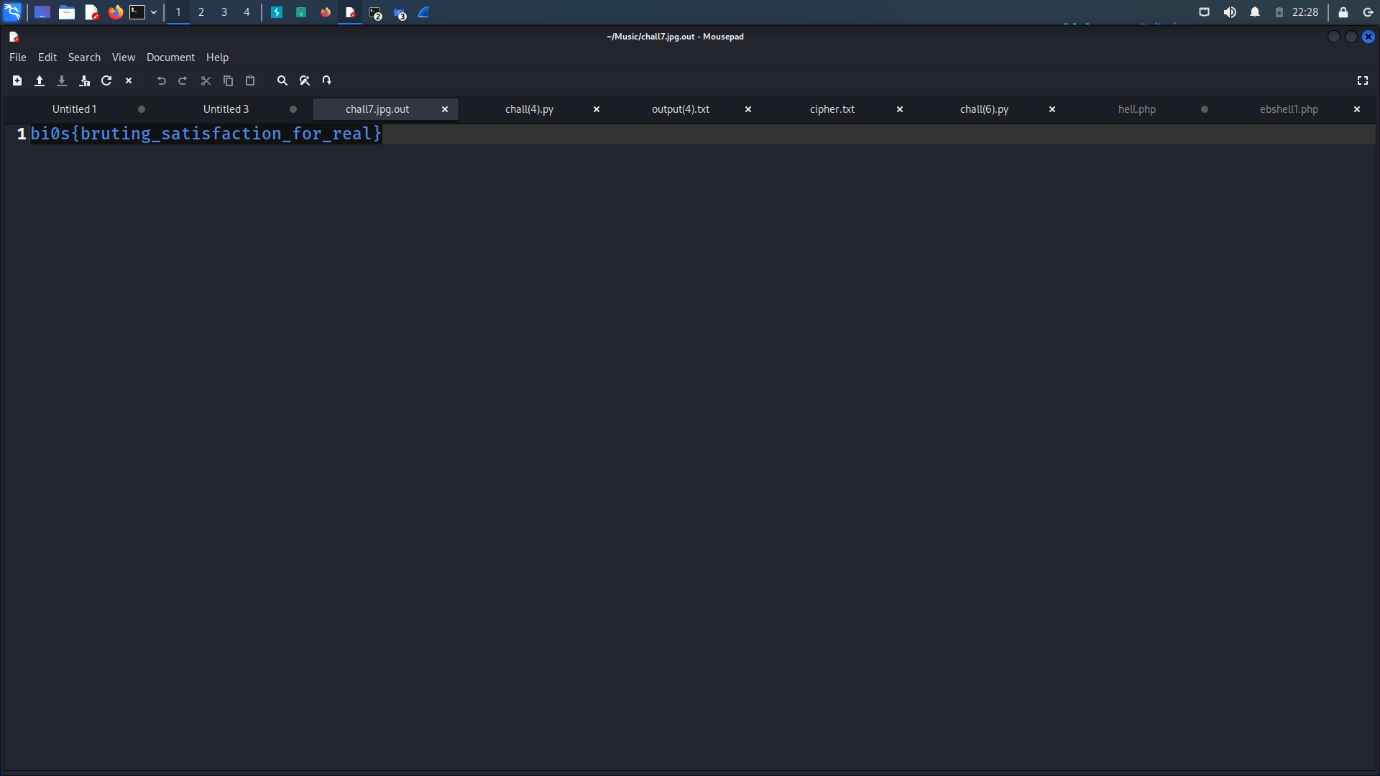 1 2 3 4 2 3 22:28
~/Music/chall7.jpg.out - Mousepad
File Edit Search View Document Help
Untitled 1 Untitled 3 chall7.jpg.out chall(4).py output(4).txt cipher.txt chall(6).py hell.php ebshell1.php
1 bi0s{bruting_satisfaction_for_real}